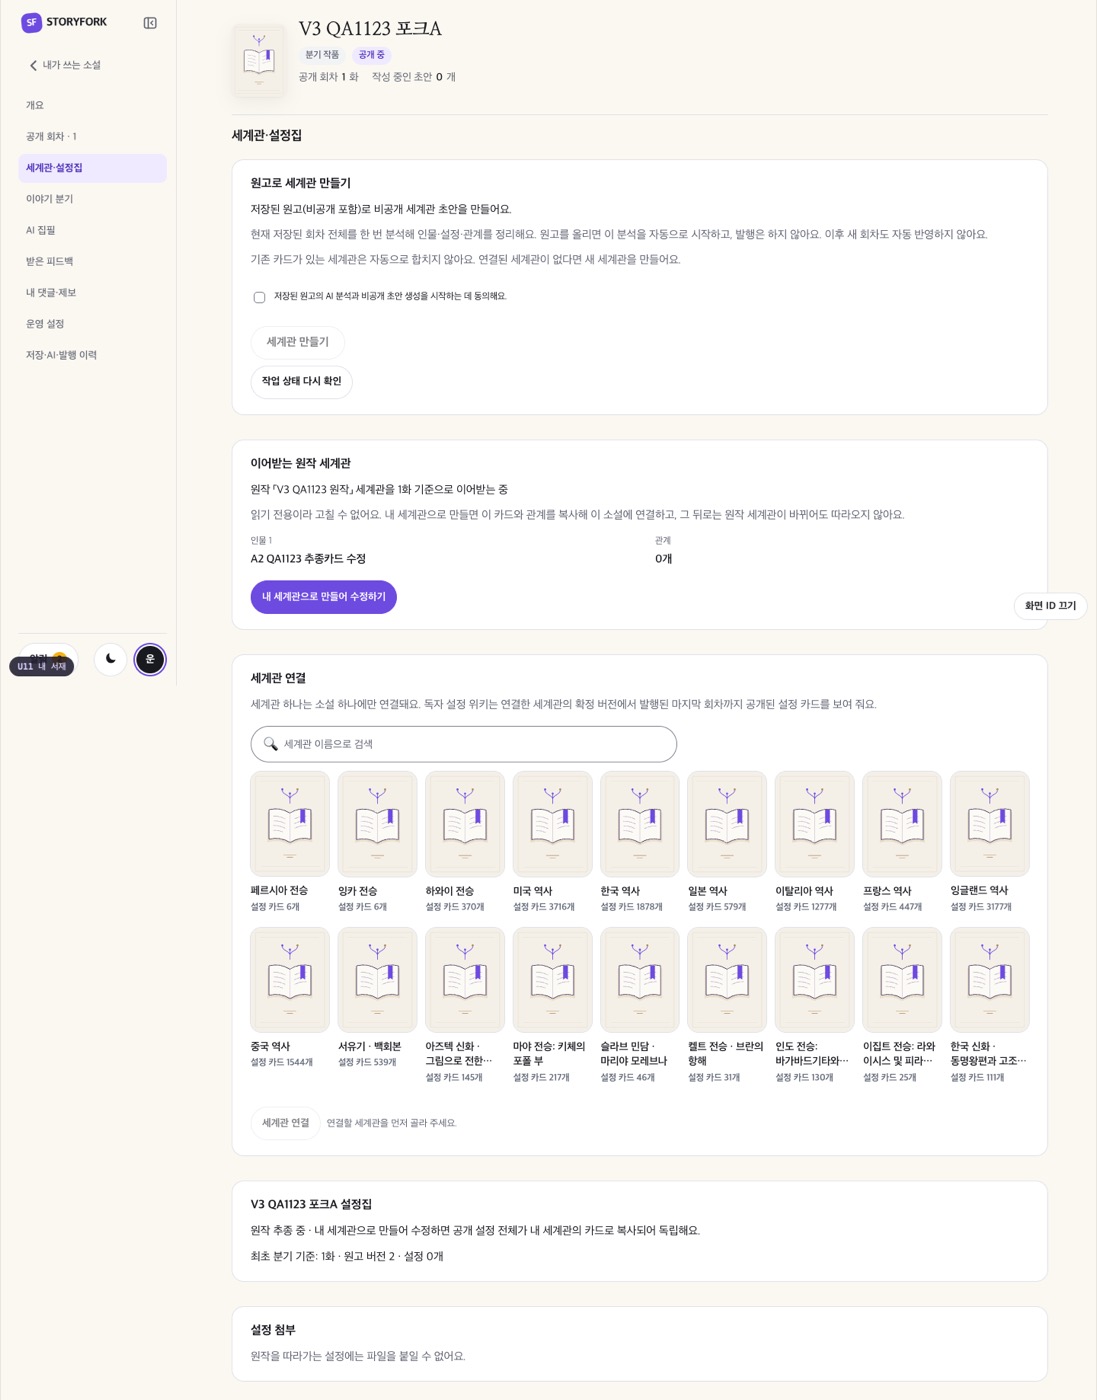 SF STORYFORK
내가 쓰는 소설
개요
공개 회차 · 1
세계관·설정집
이야기 분기
AI 집필
받은 피드백
내 댓글·제보
운영 설정
저장·AI·발행 이력
U11 내 서재
운
V3 QA1123 포크A
분기 작품 공개 중
공개 회차 1 화 작성 중인 초안 0 개
세계관·설정집
원고로 세계관 만들기
저장된 원고(비공개 포함)로 비공개 세계관 초안을 만들어요.
현재 저장된 회차 전체를 한 번 분석해 인물·설정·관계를 정리해요. 원고를 올리면 이 분석을 자동으로 시작하고, 발행은 하지 않아요. 이후 새 회차도 자동 반영하지 않아요.
기존 카드가 있는 세계관은 자동으로 합치지 않아요. 연결된 세계관이 없다면 새 세계관을 만들어요.
저장된 원고의 AI 분석과 비공개 초안 생성을 시작하는 데 동의해요.
세계관 만들기
작업 상태 다시 확인
이어받는 원작 세계관
원작 「V3 QA1123 원작」 세계관을 1화 기준으로 이어받는 중
읽기 전용이라 고칠 수 없어요. 내 세계관으로 만들면 이 카드와 관계를 복사해 이 소설에 연결하고, 그 뒤로는 원작 세계관이 바뀌어도 따라오지 않아요.
인물 1 관계
A2 QA1123 추종카드 수정 0개
내 세계관으로 만들어 수정하기
화면 ID 끄기
세계관 연결
세계관 하나는 소설 하나에만 연결돼요. 독자 설정 위키는 연결한 세계관의 확정 버전에서 발행된 마지막 회차까지 공개된 설정 카드를 보여 줘요.
세계관 이름으로 검색
페르시아 전승 잉카 전승 하와이 전승 미국 역사 한국 역사 일본 역사 이탈리아 역사 프랑스 역사 잉글랜드 역사
설정 카드 6개 설정 카드 6개 설정 카드 370개 설정 카드 3716개 설정 카드 1878개 설정 카드 579개 설정 카드 1277개 설정 카드 447개 설정 카드 3177개
중국 역사 서유기 · 백회본 아즈텍 신화 · 마야 전승: 키체의 슬라브 민담 · 켈트 전승 · 브란의 인도 전승: 이집트 전승: 라와 한국 신화 ·
그림으로 전한… 포폴 부 마리야 모레브나 항해 바가바드기타와… 이시스 및 피라… 동명왕편과 고조…
설정 카드 1544개 설정 카드 539개 설정 카드 145개 설정 카드 217개 설정 카드 46개 설정 카드 31개 설정 카드 130개 설정 카드 25개 설정 카드 111개
세계관 연결 연결할 세계관을 먼저 골라 주세요.
V3 QA1123 포크A 설정집
원작 추종 중 · 내 세계관으로 만들어 수정하면 공개 설정 전체가 내 세계관의 카드로 복사되어 독립해요.
최초 분기 기준: 1화 · 원고 버전 2 · 설정 0개
설정 첨부
원작을 따라가는 설정에는 파일을 붙일 수 없어요.